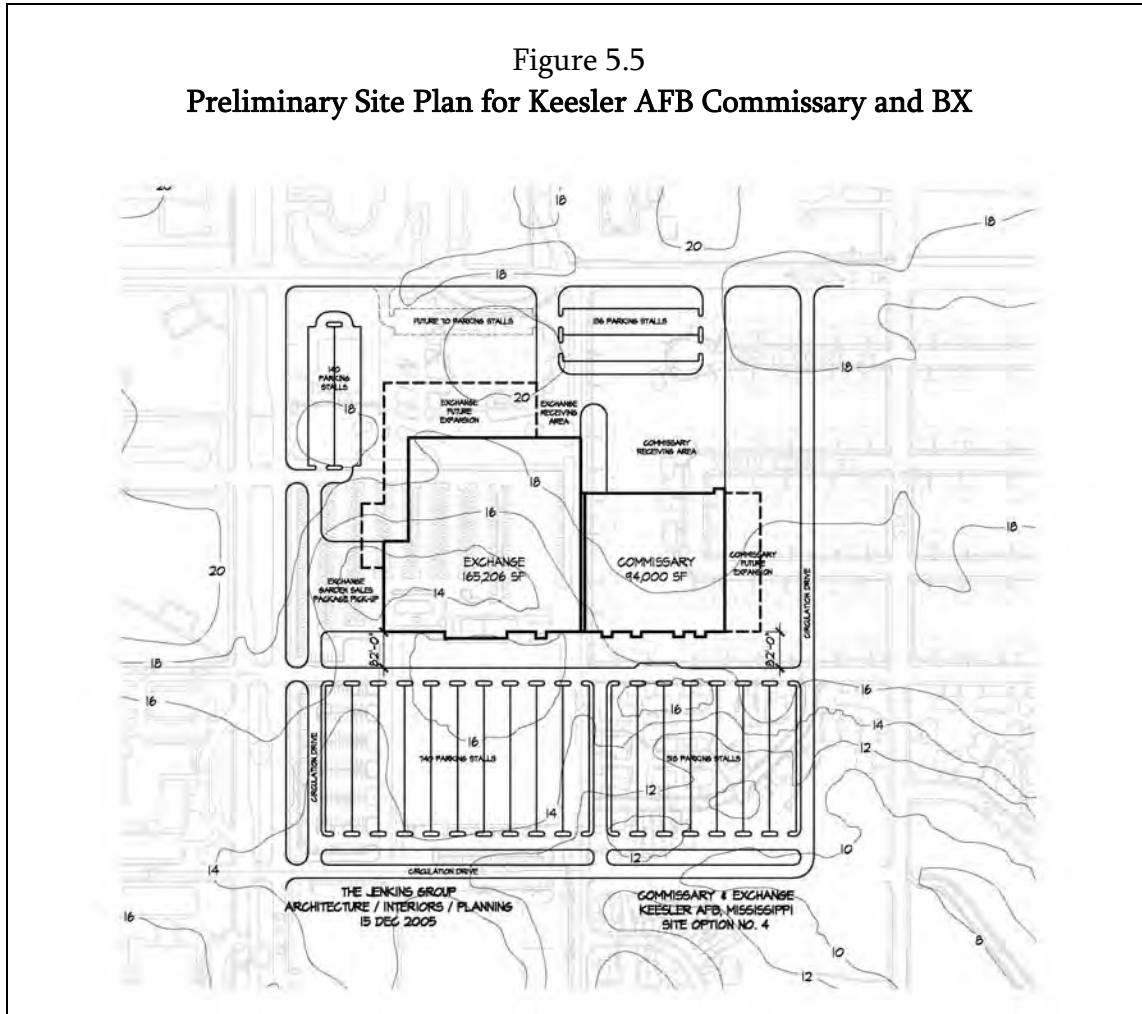 Figure 5.5
Preliminary Site Plan for Keesler AFB Commissary and BX
20
18
18
20
18
18
FUTURE 70 PARKING STALLS
136 PARKING STALLS
140
PARKING
STALLS
18
18
18
20
EXCHANGE
FUTURE
EXPANSION
EXCHANGE
RECEIVING
AREA
COMMISSARY
RECEIVING AREA
18
16
18
20
EXCHANGE
165,206 SF
COMMISSARY
94,000 SF
COMMISSARY
FUTURE
EXPANSION
CIRCULATION DRIVE
EXCHANGE
GARDEN SALES
PACKAGE PICK-UP
14
82'-0"
82'-0"
18
16
16
16
14
12
16
CIRCULATION DRIVE
740 PARKING STALLS
PARKING STALLS
12
14
12
10
14
CIRCULATION DRIVE
THE JENKINS GROUP
ARCHITECTURE / INTERIORS / PLANNING
15 DEC 2005
COMMISSARY & EXCHANGE
KEESLER AFB, MISSISSIPPI
SITE OPTION NO. 4
16
8
10
12
12